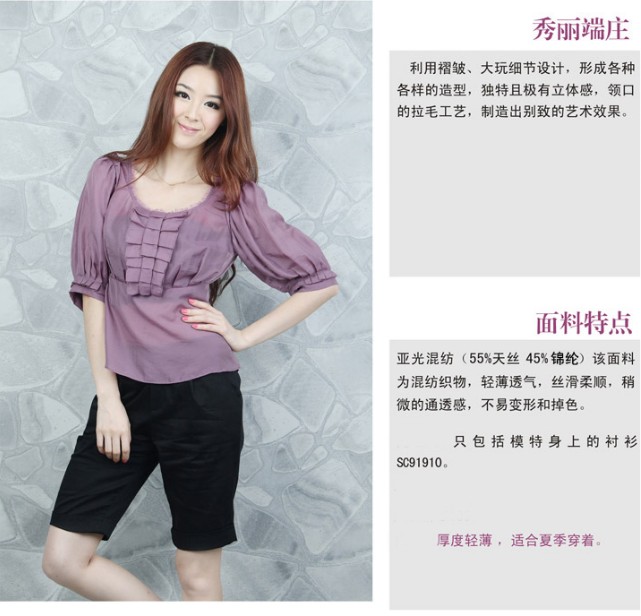 秀丽端庄
利用褶皱、大玩细节设计，形成各种
各样的造型，独特且极有立体感，领口
的拉毛工艺，制造出别致的艺术效果。
面料特点
亚光混纺（55%天丝 45%锦纶）该面料
为混纺织物，轻薄透气，丝滑柔顺，稍
微的通透感，不易变形和掉色。
只包括模特身上的衬衫
SC91910。
厚度轻薄 ，适合夏季穿着。